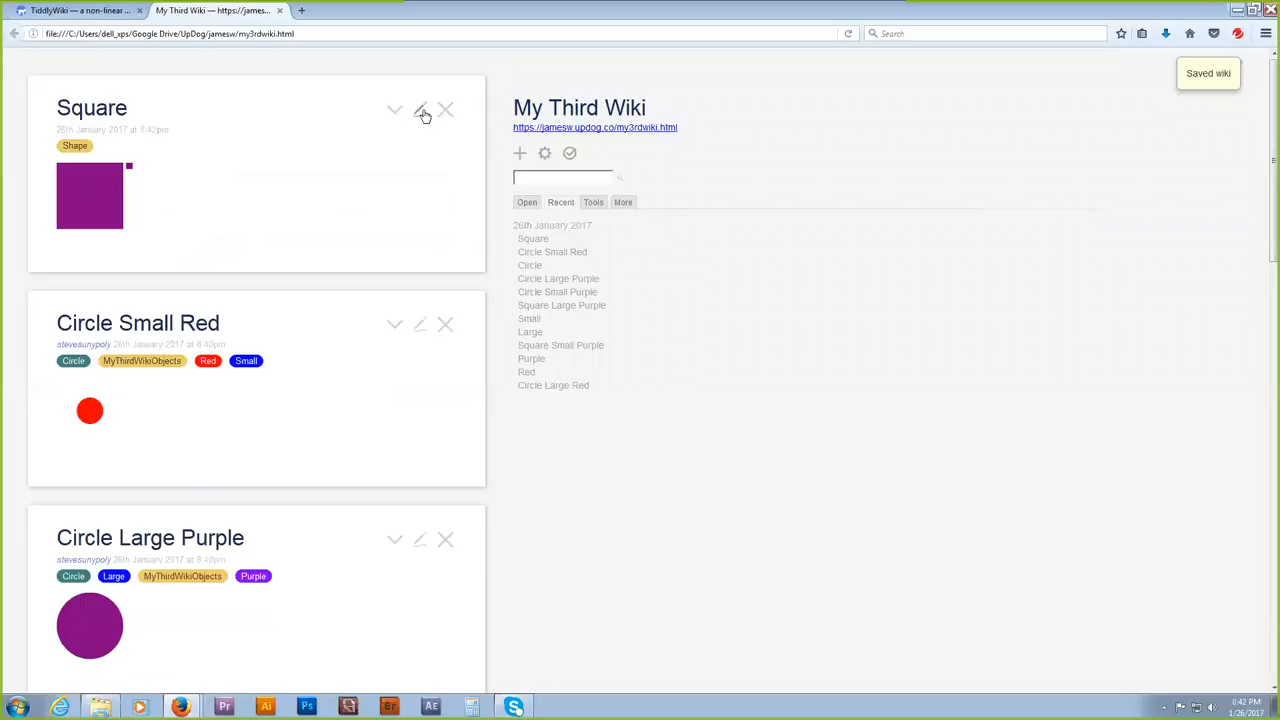 TiddlyWiki — a non-linear ...
My Third Wiki — https://james...
file:///C:/Users/dell_xps/Google Drive/UpDog/jamesw/my3rdwiki.html
Search
Saved wiki
Square
26th January 2017 at 8:42pm
Shape
Circle Small Red
stevesunypoly 26th January 2017 at 8:40pm
Circle MyThirdWikiObjects Red Small
Circle Large Purple
stevesunypoly 26th January 2017 at 8:40pm
Circle Large MyThirdWikiObjects Purple
My Third Wiki
https://jamesw.updog.co/my3rdwiki.html
Open Recent Tools More
26th January 2017
Square
Circle Small Red
Circle
Circle Large Purple
Circle Small Purple
Square Large Purple
Small
Large
Square Small Purple
Purple
Red
Circle Large Red
Pr Ai Ps Br AE
8:42 PM
1/26/2017